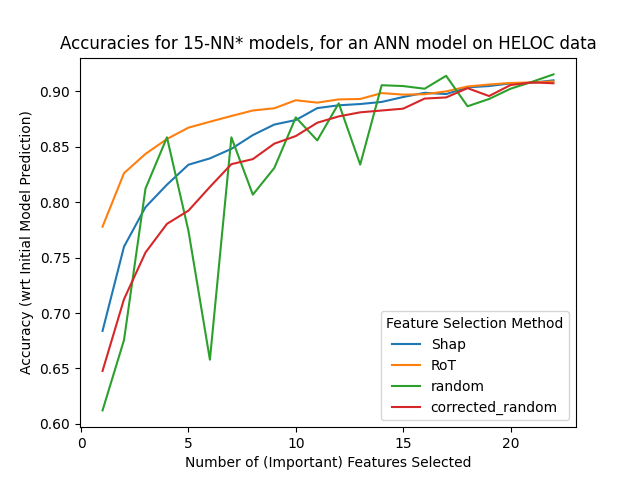 Accuracies for 15-NN* models, for an ANN model on HELOC data
Accuracy (wrt Initial Model Prediction)
0.90
0.85
0.80
0.75
0.70
0.65
0.60
Feature Selection Method
Shap
RoT
random
corrected_random
0 5 10 15 20
Number of (Important) Features Selected